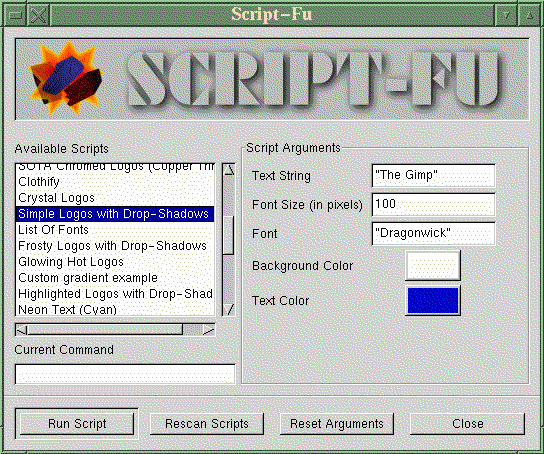 Script-Fu
SCRIPT-FU
Available Scripts
SOTA Chromed Logos (Copper
Clothify
Crystal Logos
Simple Logos with Drop-Shadows
List Of Fonts
Frosty Logos with Drop-Shadows
Glowing Hot Logos
Custom gradient example
Highlighted Logos with Drop-Shad
Neon Text (Cyan)
Current Command
Script Arguments
Text String
"The Gimp"
Font Size (in pixels)
100
Font
"Dragonwick"
Background Color
Text Color
Run Script
Rescan Scripts
Reset Arguments
Close